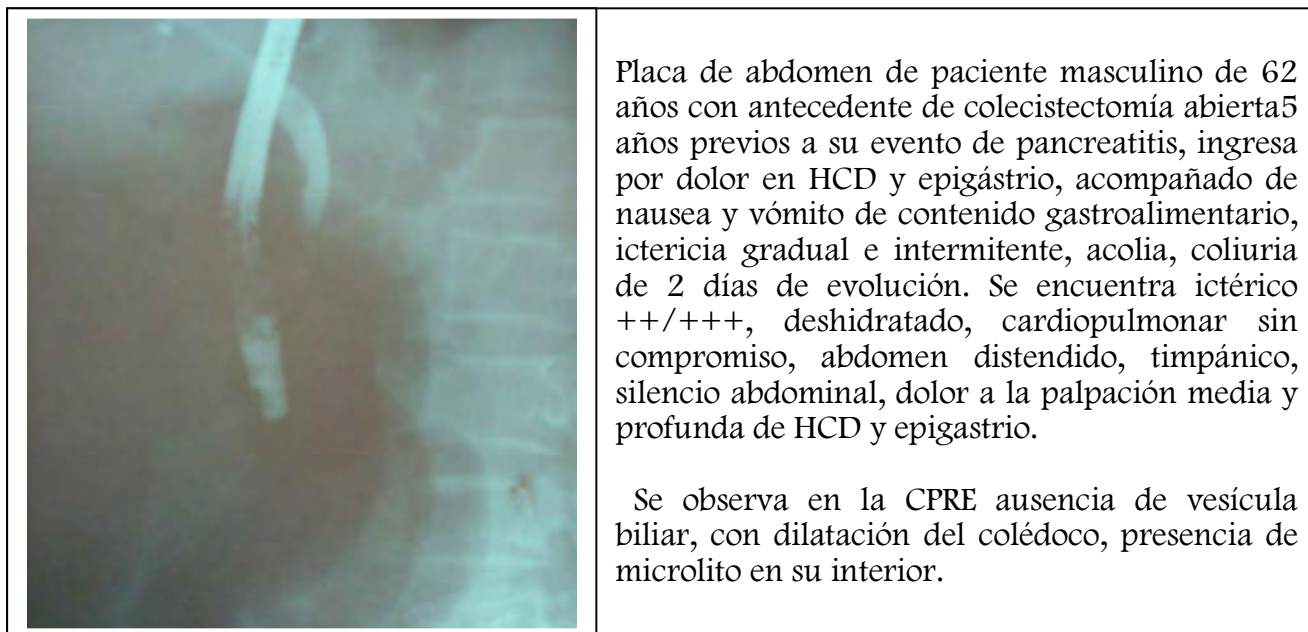 Placa de abdomen de paciente masculino de 62
años con antecedente de colecistectomía abierta5
años previos a su evento de pancreatitis, ingresa
por dolor en HCD y epigástrio, acompañado de
nausea y vómito de contenido gastroalimentario,
ictericia gradual e intermitente, acolia, coliuria
de 2 días de evolución. Se encuentra ictérico
++/+++, deshidratado, cardiopulmonar sin
compromiso, abdomen distendido, timpánico,
silencio abdominal, dolor a la palpación media y
profunda de HCD y epigastrio.
Se observa en la CPRE ausencia de vesícula
biliar, con dilatación del colédoco, presencia de
microlito en su interior.